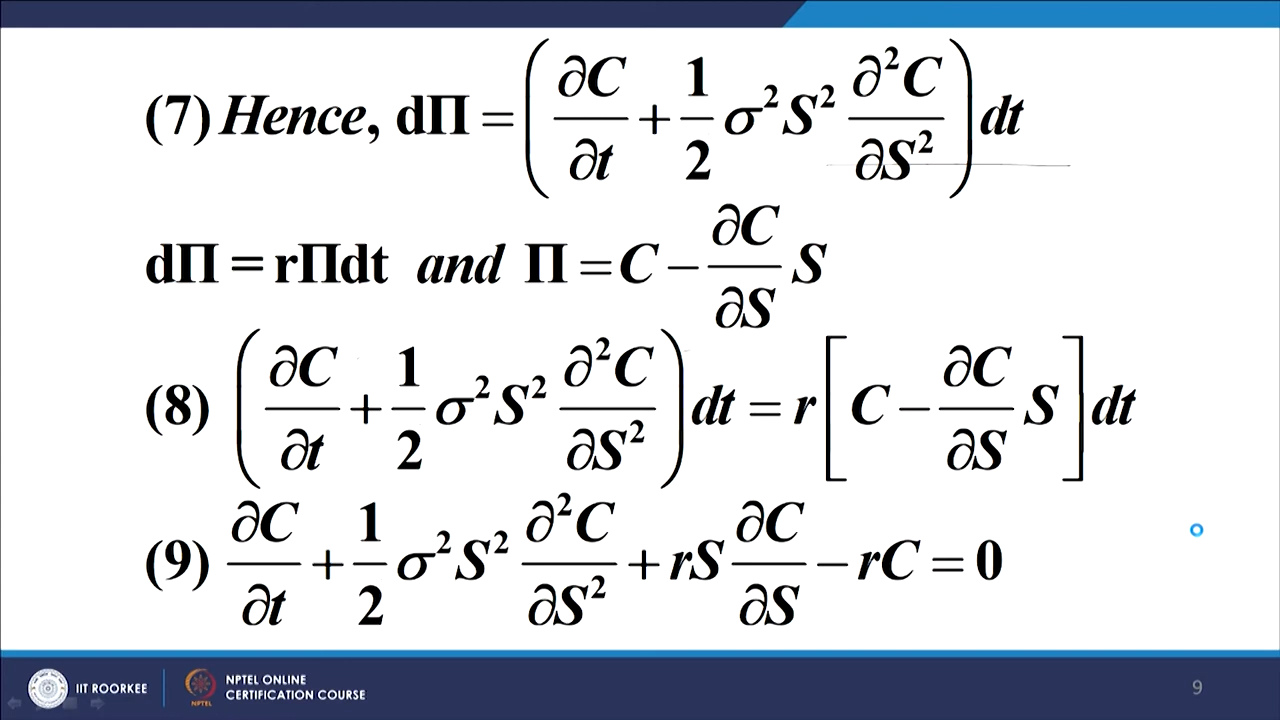 (7) Hence, dΠ = (∂C/∂t + 1/2 σ²S² ∂²C/∂S²) dt
dΠ = rΠdt and Π = C − ∂C/∂S S
(8) (∂C/∂t + 1/2 σ²S² ∂²C/∂S²) dt = r[C − ∂C/∂S S] dt
(9) ∂C/∂t + 1/2 σ²S² ∂²C/∂S² + rS ∂C/∂S − rC = 0
IIT ROORKEE
NPTEL
NPTEL ONLINE
CERTIFICATION COURSE
9